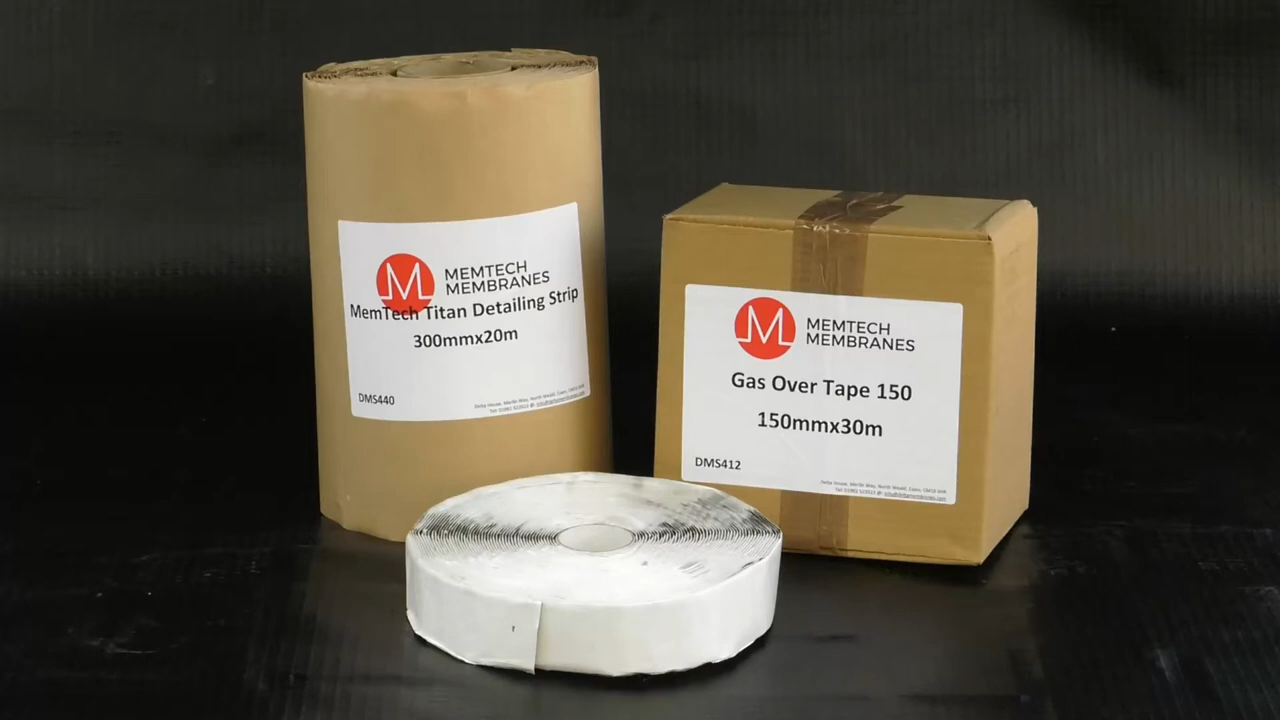 M
MEMTECH
MEMBRANES
MemTech Titan Detailing Strip
300mmx20m
DMS440
M
MEMTECH
MEMBRANES
Gas Over Tape 150
150mmx30m
DMS412